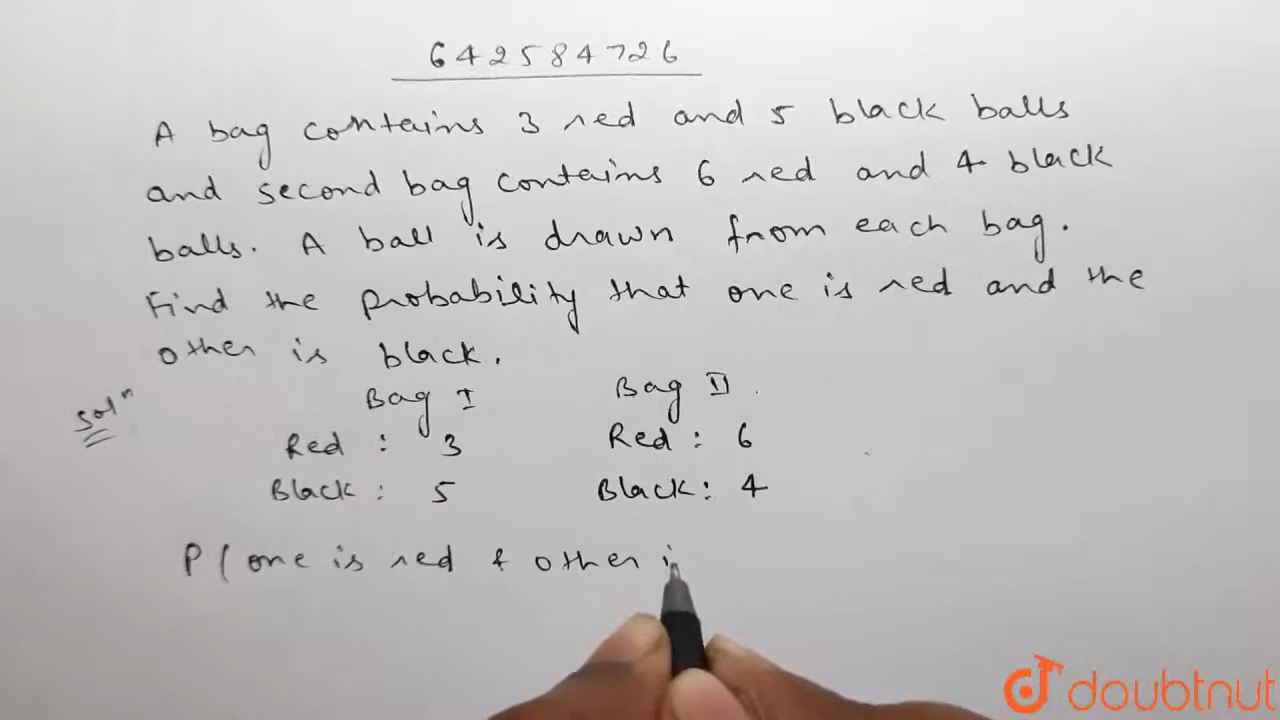 642584726
A bag contains 3 red and 5 black balls
and second bag contains 6 red and 4 black
balls. A ball is drawn from each bag.
Find the probability that one is red and the
other is black.
Soln
Bag I Bag II
Red : 3 Red : 6
Black : 5 Black : 4
P ( one is red & other i
doubtnut